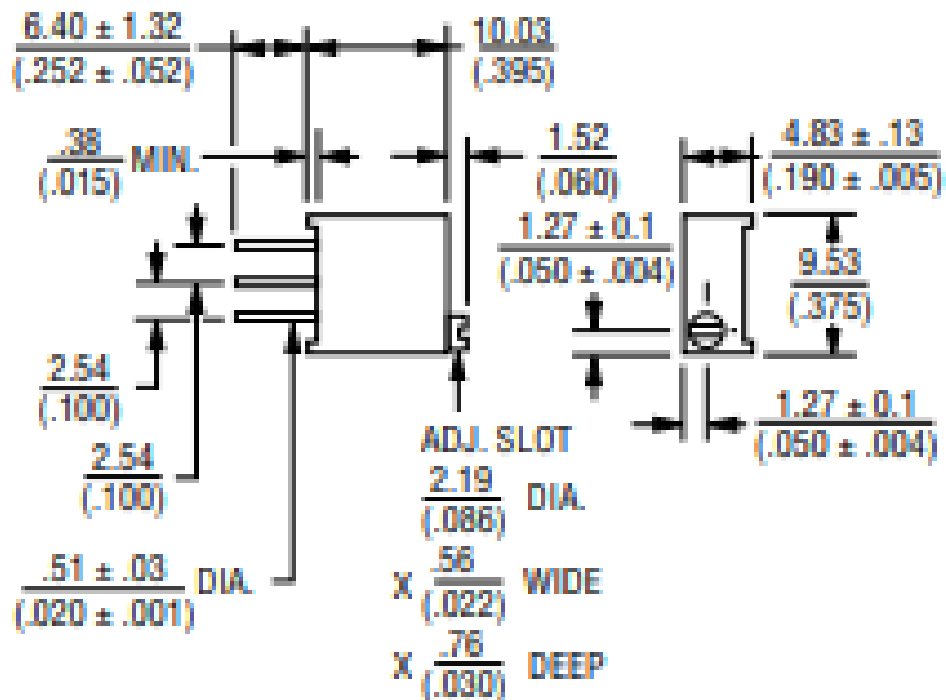 6.40 ± 1.32
(.252 ± .052)
10.03
(.395)
.38
(.015)
MIN.
1.52
(.060)
4.83 ± .13
(.190 ± .005)
1.27 ± 0.1
(.050 ± .004)
9.53
(.375)
2.54
(.100)
2.54
(.100)
1.27 ± 0.1
(.050 ± .004)
ADJ. SLOT
2.19
(.086)
DIA.
.51 ± .03
(.020 ± .001)
DIA.
X .56
(.022)
WIDE
X .76
(.030)
DEEP